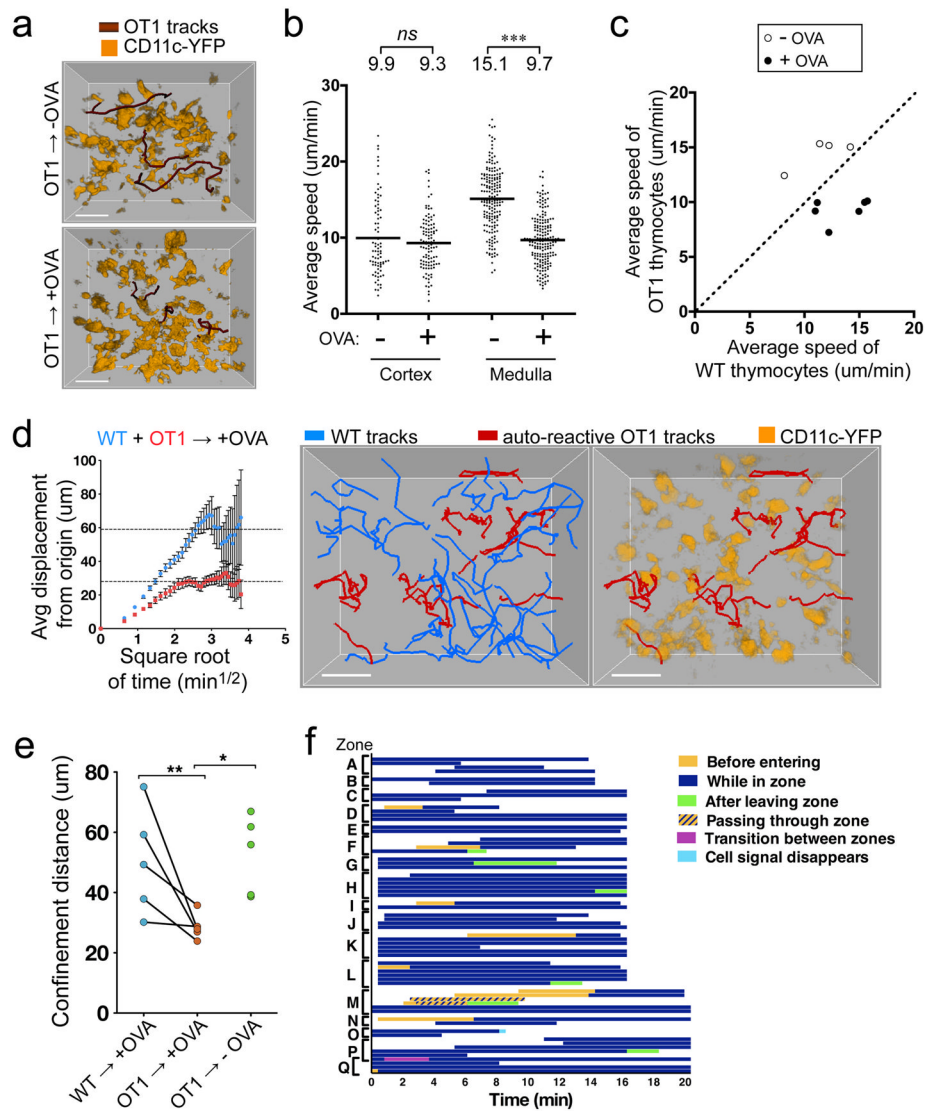 a
OT1 tracks
CD11c-YFP
OT1 → -OVA
OT1 → +OVA
b
ns
***
9.9 9.3 15.1 9.7
Average speed (um/min)
30
20
10
0
OVA: - + - +
Cortex Medulla
c
- OVA
+ OVA
Average speed of
OT1 thymocytes (um/min)
20
15
10
5
0
0 5 10 15 20
Average speed of
WT thymocytes (um/min)
d
WT + OT1 → +OVA
Avg displacement
from origin (um)
100
80
60
40
20
0
0 1 2 3 4 5
Square root
of time (min1/2)
WT tracks
auto-reactive OT1 tracks
CD11c-YFP
e
Confinement distance (um)
80
60
40
20
0
**
*
WT → +OVA
OT1 → +OVA
OT1 → - OVA
f
Zone
A
B
C
D
E
F
G
H
I
J
K
L
M
N
O
P
Q
0 2 4 6 8 10 12 14 16 18 20
Time (min)
Before entering
While in zone
After leaving zone
Passing through zone
Transition between zones
Cell signal disappears